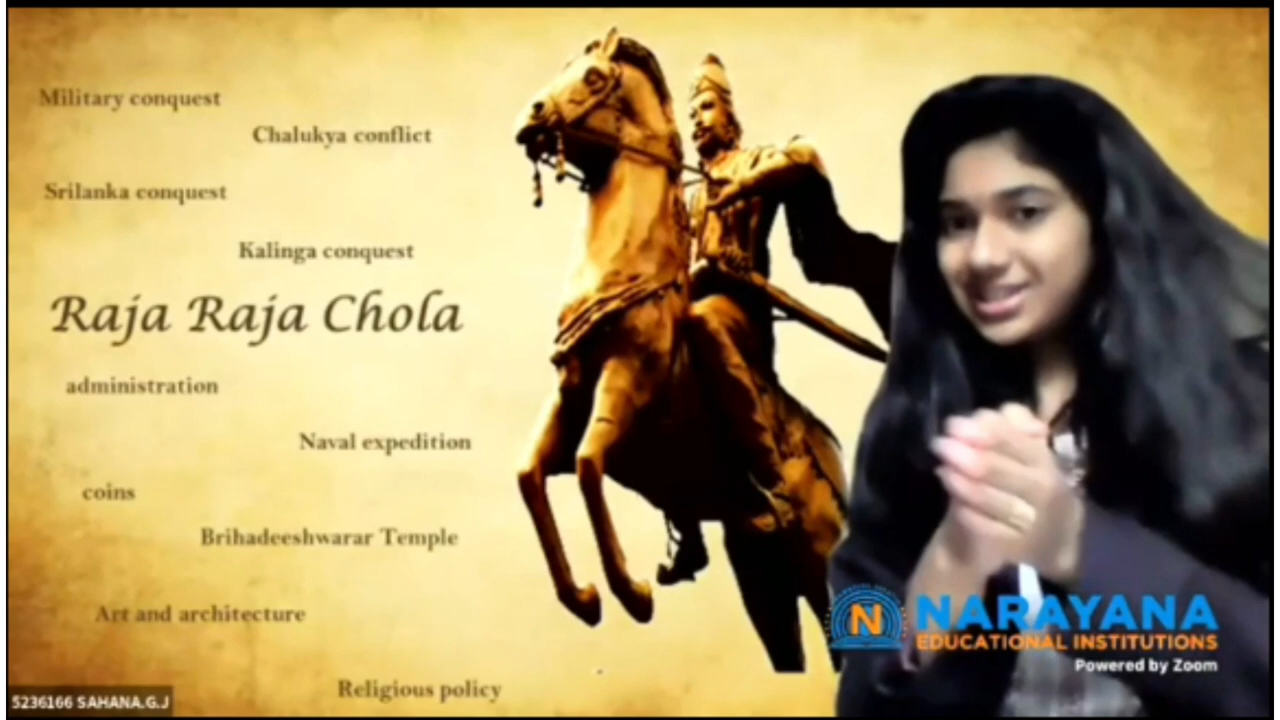 Military conquest
Chalukya conflict
Srilanka conquest
Kalinga conquest
Raja Raja Chola
administration
Naval expedition
coins
Brihadeeshwarar Temple
Art and architecture
Religious policy
N NARAYANA
EDUCATIONAL INSTITUTIONS
Powered by Zoom
5236166 SAHANA.G.J